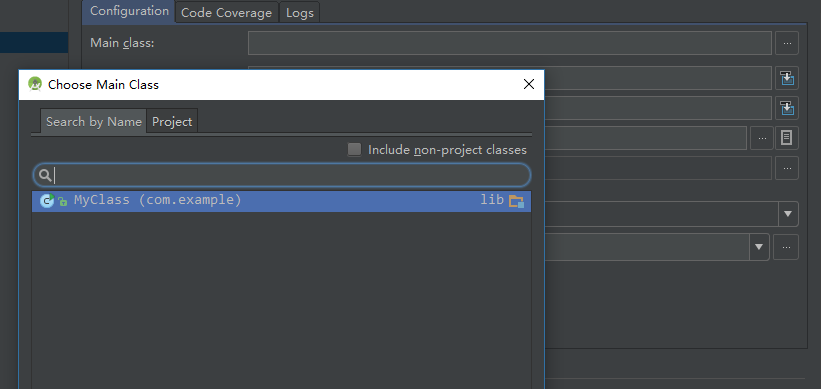 Configuration Code Coverage Logs
Main class:
Choose Main Class
Search by Name Project
Include non-project classes
MyClass (com.example) lib